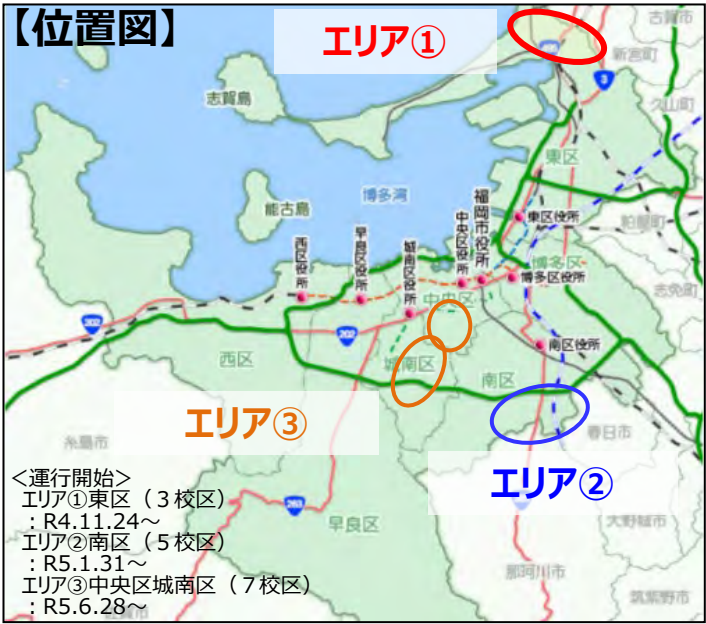 【位置図】
エリア①
古賀市
495
新宮町
3
久山町
志賀島
東区
博多湾
能古島
粕屋町
福岡市役所
東区役所
中央区役所
城南区役所
早良区役所
西区役所
博多区
博多区役所
志免町
中央区
202
202
南区役所
西区
城南区
南区
エリア③
春日市
糸島市
エリア②
<運行開始>
エリア①東区（３校区）
：R4.11.24～
エリア②南区（５校区）
：R5.1.31～
エリア③中央区城南区（７校区）
：R5.6.28～
263
早良区
大野城市
那珂川市
筑紫野市